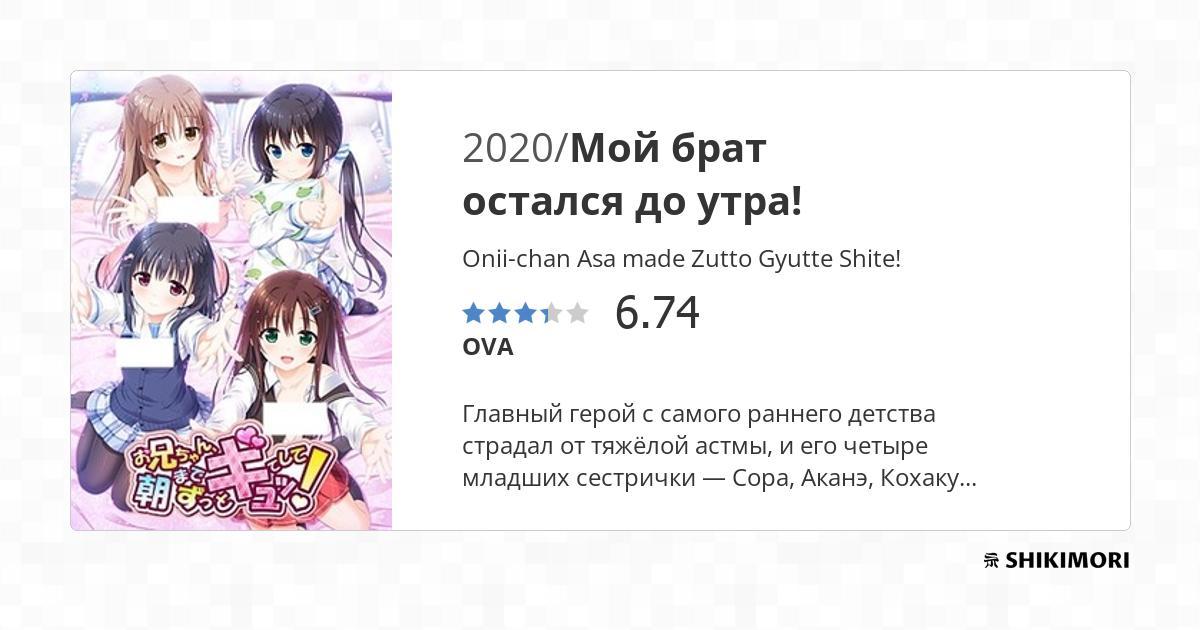 2020/Мой брат
остался до утра!
Onii-chan Asa made Zutto Gyutte Shite!
6.74
OVA
Главный герой с самого раннего детства
страдал от тяжёлой астмы, и его четыре
младших сестрички — Сора, Аканэ, Кохаку...
お兄ちゃん、
朝まで
ずっと
ギュッてして!
SHIKIMORI